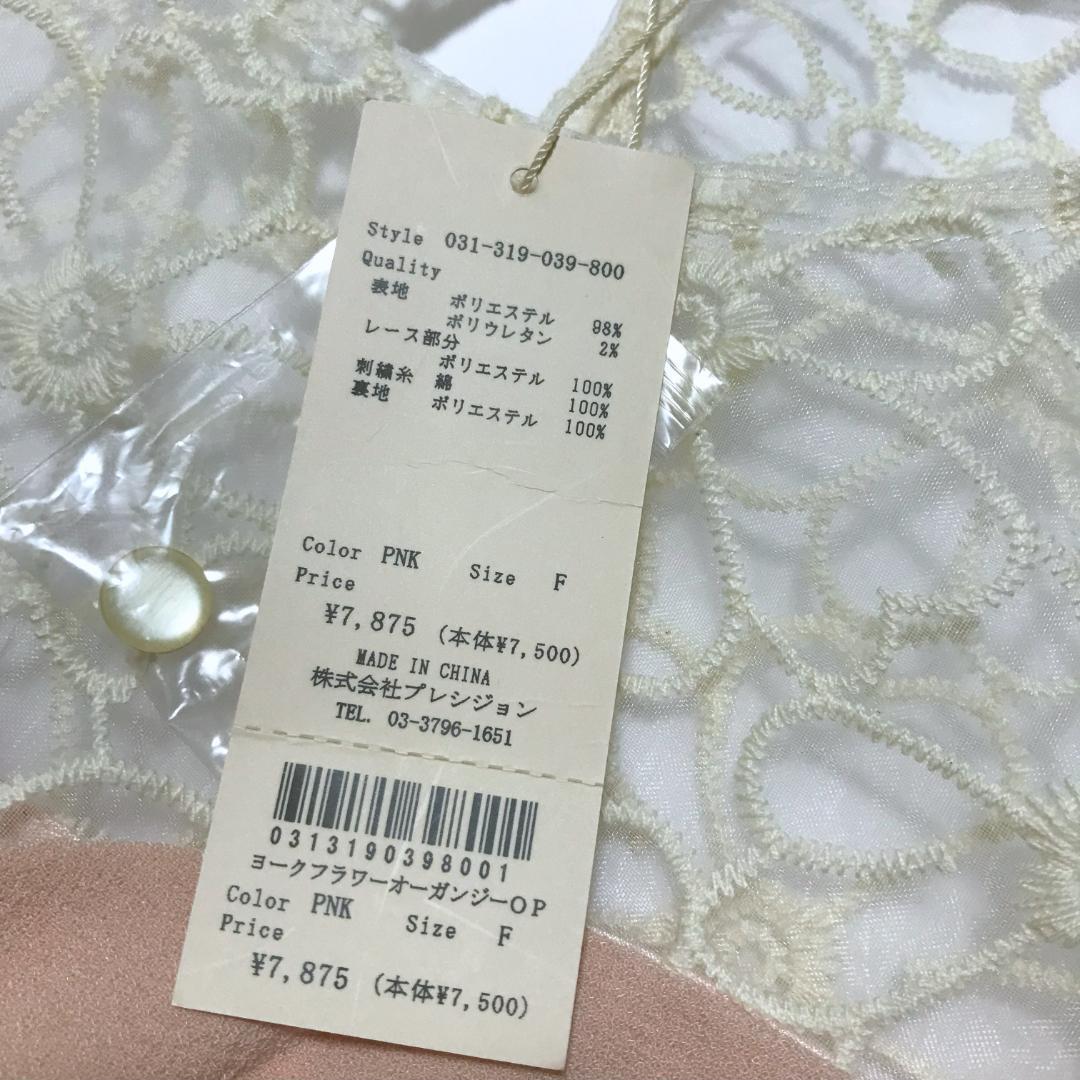 Style 031-319-039-800
Quality
表地 ポリエステル 98%
ポリウレタン 2%
レース部分
ポリエステル 100%
刺繍糸 綿 100%
裏地 ポリエステル 100%
Color PNK Size F
Price
¥7,875 (本体¥7,500)
MADE IN CHINA
株式会社プレシジョン
TEL. 03-3796-1651
0313190398001
ヨークフラワーオーガンジーOP
Color PNK Size F
Price
¥7,875 (本体¥7,500)